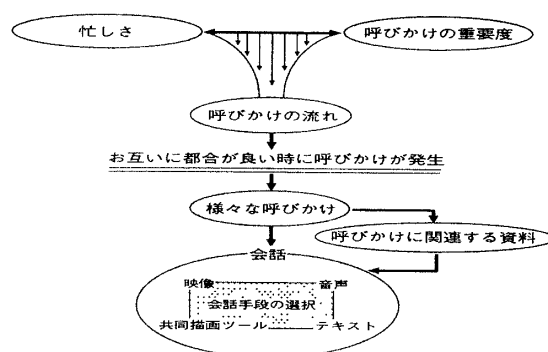 忙しさ
呼びかけの重要度
呼びかけの流れ
お互いに都合が良い時に呼びかけが発生
様々な呼びかけ
呼びかけに関連する資料
会話
映像
音声
会話手段の選択
共同描画ツール
テキスト